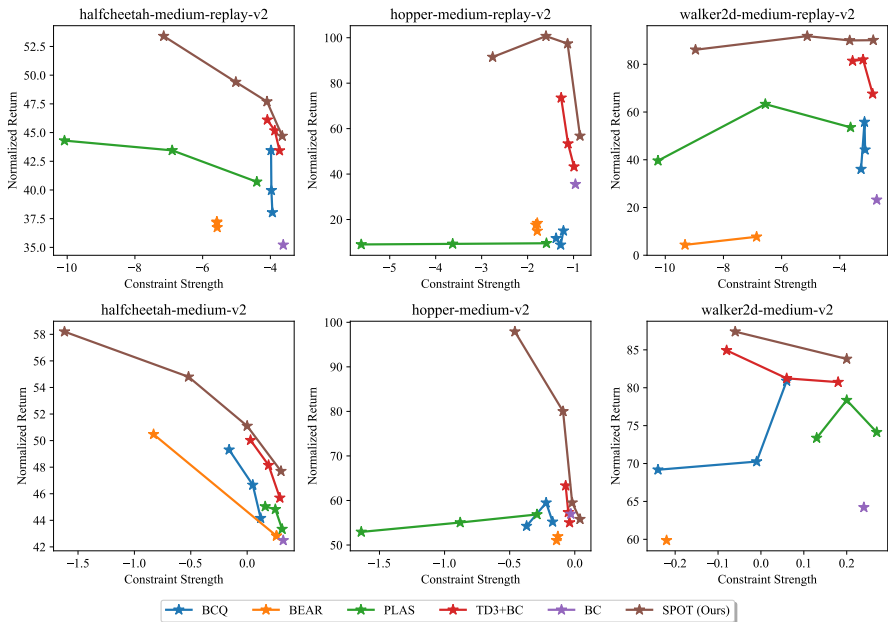 halfcheetah-medium-replay-v2
hopper-medium-replay-v2
walker2d-medium-replay-v2
Normalized Return
52.5
50.0
47.5
45.0
42.5
40.0
37.5
35.0
−10
−8
−6
−4
Constraint Strength
Normalized Return
100
80
60
40
20
−5
−4
−3
−2
−1
Constraint Strength
Normalized Return
80
60
40
20
0
−10
−8
−6
−4
Constraint Strength
halfcheetah-medium-v2
hopper-medium-v2
walker2d-medium-v2
Normalized Return
58
56
54
52
50
48
46
44
42
−1.5
−1.0
−0.5
0.0
Constraint Strength
Normalized Return
100
90
80
70
60
50
−1.5
−1.0
−0.5
0.0
Constraint Strength
Normalized Return
85
80
75
70
65
60
−0.2
−0.1
0.0
0.1
0.2
Constraint Strength
BCQ
BEAR
PLAS
TD3+BC
BC
SPOT (Ours)